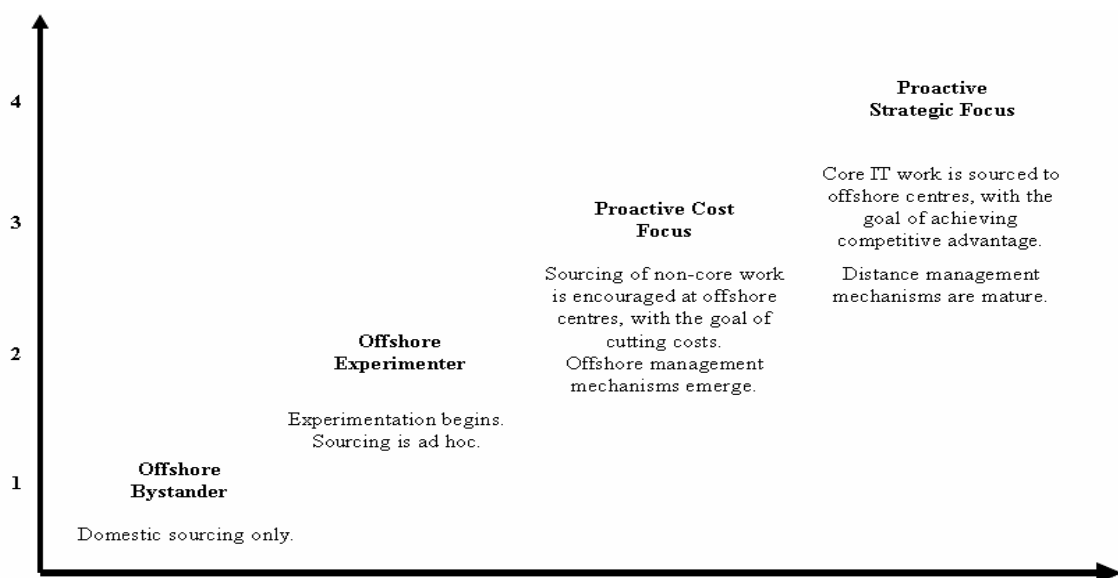 4
Proactive
Strategic Focus
Core IT work is sourced to
offshore centres, with the
goal of achieving
competitive advantage.
Distance management
mechanisms are mature.
3
Proactive Cost
Focus
Sourcing of non-core work
is encouraged at offshore
centres, with the goal of
cutting costs.
Offshore management
mechanisms emerge.
2
Offshore
Experimenter
Experimentation begins.
Sourcing is ad hoc.
1
Offshore
Bystander
Domestic sourcing only.